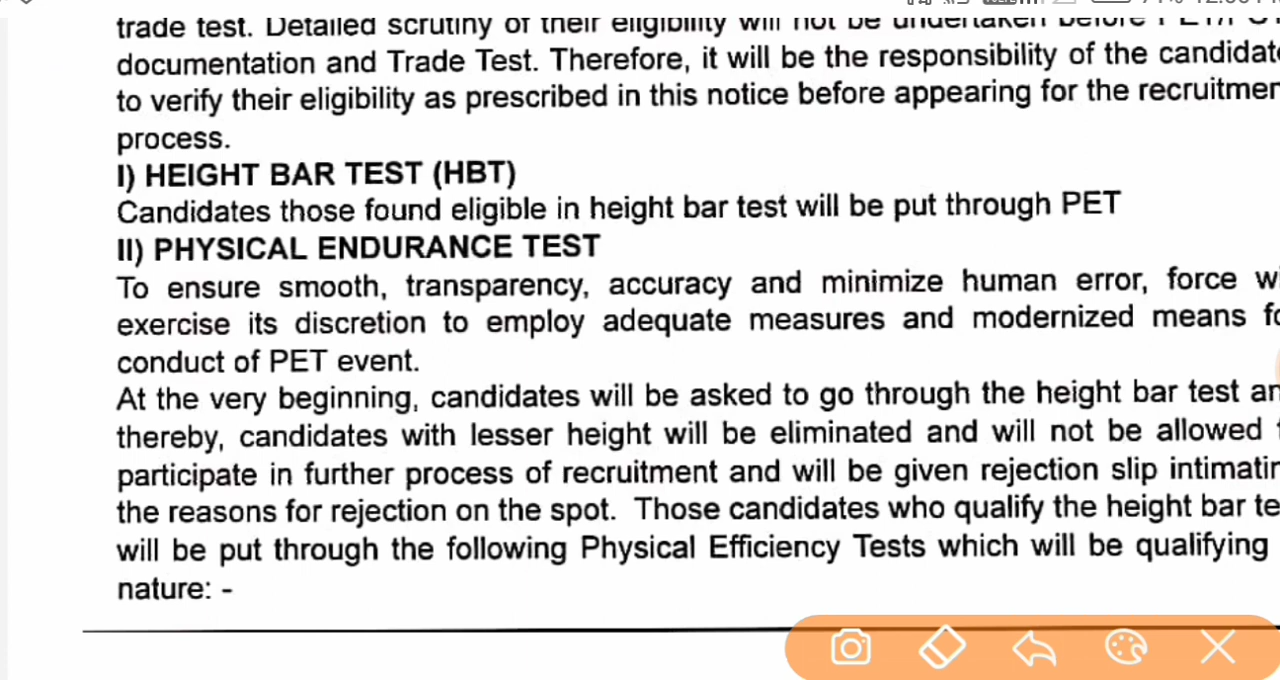 trade test. Detailed scrutiny of their eligibility will not be undertaken before
documentation and Trade Test. Therefore, it will be the responsibility of the candidate
to verify their eligibility as prescribed in this notice before appearing for the recruitmen
process.
I) HEIGHT BAR TEST (HBT)
Candidates those found eligible in height bar test will be put through PET
II) PHYSICAL ENDURANCE TEST
To ensure smooth, transparency, accuracy and minimize human error, force wi
exercise its discretion to employ adequate measures and modernized means fo
conduct of PET event.
At the very beginning, candidates will be asked to go through the height bar test an
thereby, candidates with lesser height will be eliminated and will not be allowed t
participate in further process of recruitment and will be given rejection slip intimatin
the reasons for rejection on the spot. Those candidates who qualify the height bar te
will be put through the following Physical Efficiency Tests which will be qualifying
nature: -